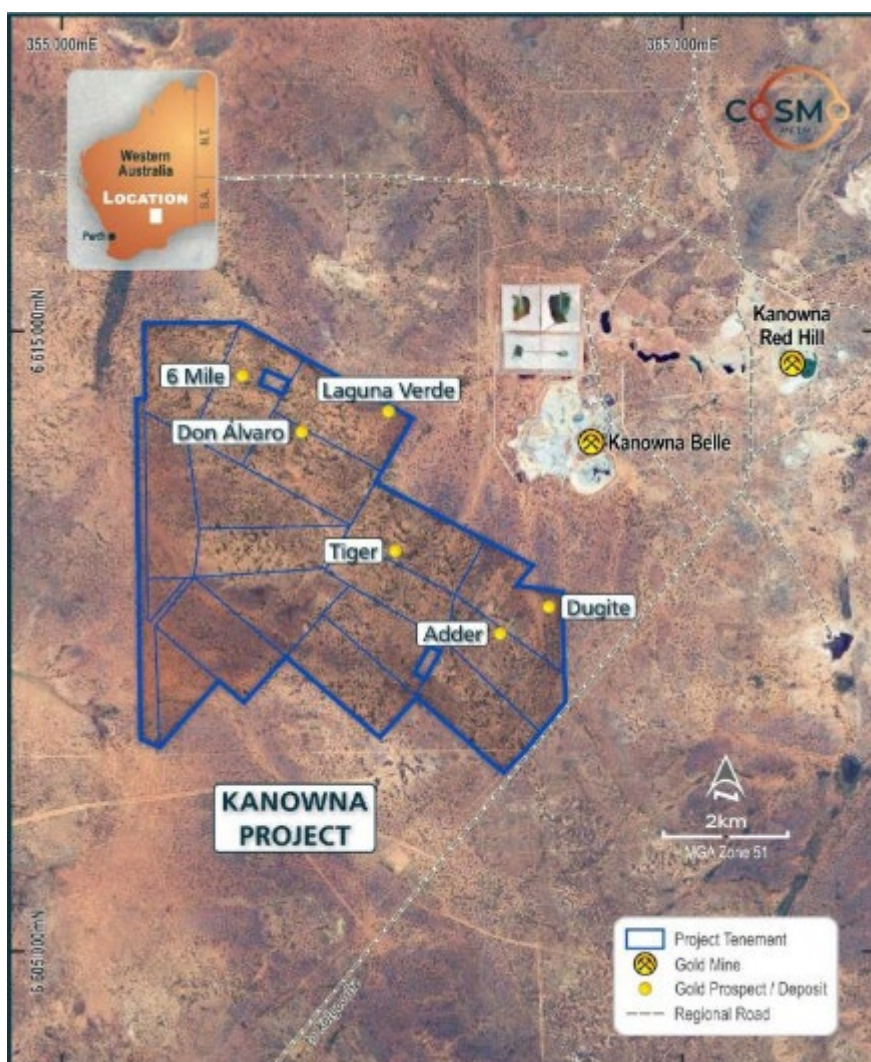 355 000mE
365 000mE
COSMO
METALS
Western
Australia
N.T.
S.A.
LOCATION
Perth
6 615 000mN
Kanowna
Red Hill
6 Mile
Laguna Verde
Don Álvaro
Kanowna Belle
Tiger
Dugite
Adder
KANOWNA
PROJECT
2km
MGA Zone 51
6 605 000mN
Project Tenement
Gold Mine
Gold Prospect / Deposit
Regional Road